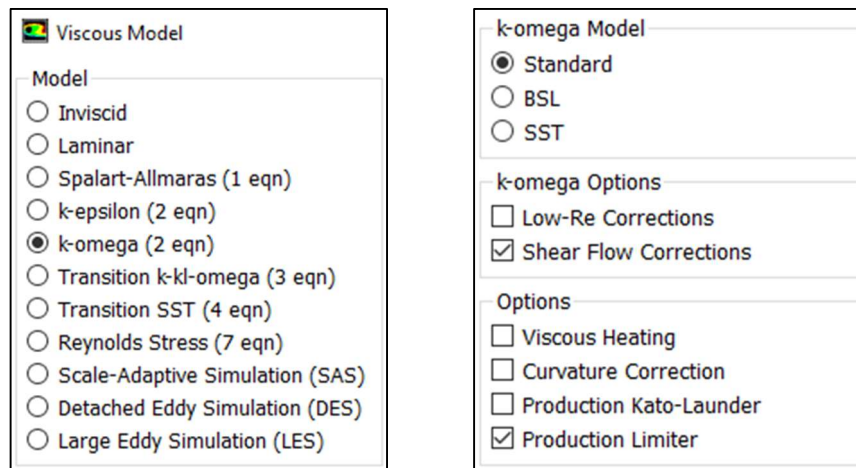 Viscous Model
Model
Inviscid
Laminar
Spalart-Allmaras (1 eqn)
k-epsilon (2 eqn)
k-omega (2 eqn)
Transition k-kl-omega (3 eqn)
Transition SST (4 eqn)
Reynolds Stress (7 eqn)
Scale-Adaptive Simulation (SAS)
Detached Eddy Simulation (DES)
Large Eddy Simulation (LES)
k-omega Model
Standard
BSL
SST
k-omega Options
Low-Re Corrections
Shear Flow Corrections
Options
Viscous Heating
Curvature Correction
Production Kato-Launder
Production Limiter